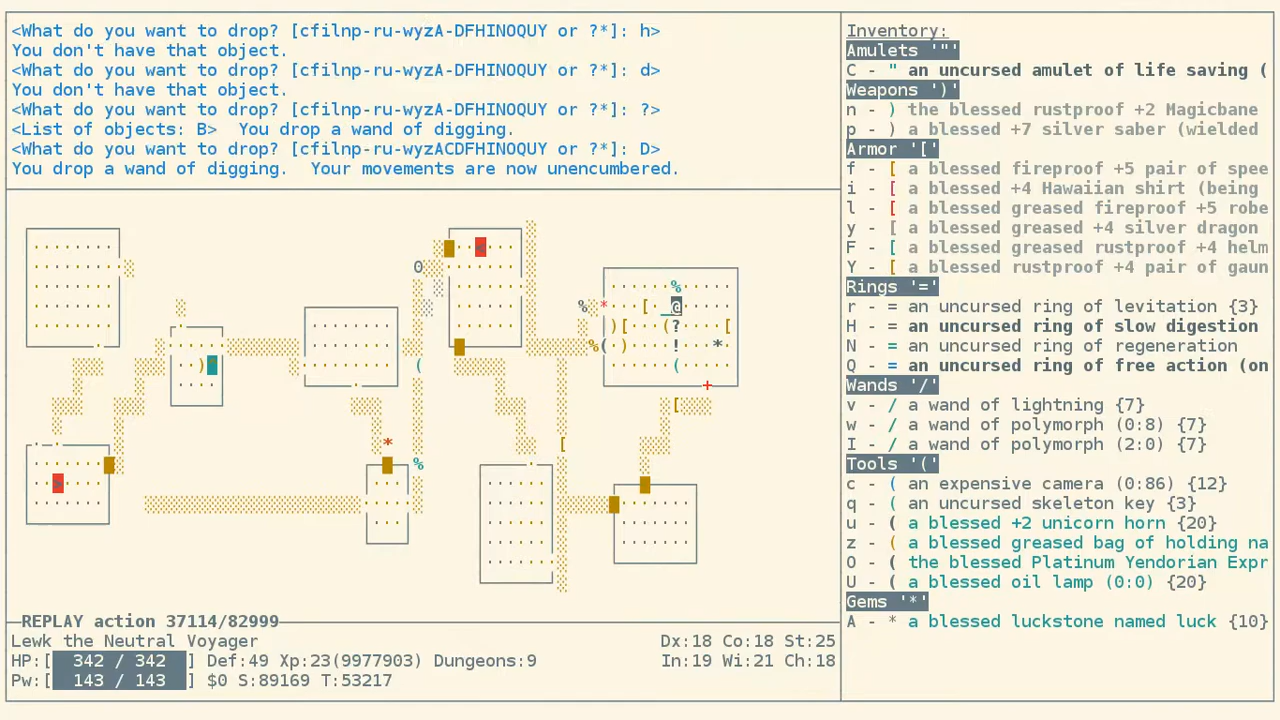 <What do you want to drop? [cfilnp-ru-wyzA-DFHINOQUY or ?*]: h>
You don't have that object.
<What do you want to drop? [cfilnp-ru-wyzA-DFHINOQUY or ?*]: d>
You don't have that object.
<What do you want to drop? [cfilnp-ru-wyzA-DFHINOQUY or ?*]: ?>
<List of objects: B>  You drop a wand of digging.
<What do you want to drop? [cfilnp-ru-wyzACDFHINOQUY or ?*]: D>
You drop a wand of digging.  Your movements are now unencumbered.
REPLAY action 37114/82999
Lewk the Neutral Voyager
Dx:18 Co:18 St:25
HP:[ 342 / 342 ] Def:49 Xp:23(9977903) Dungeons:9
In:19 Wi:21 Ch:18
Pw:[ 143 / 143 ] $0 S:89169 T:53217
Inventory:
Amulets '"'
C - " an uncursed amulet of life saving (
Weapons ')'
n - ) the blessed rustproof +2 Magicbane
p - ) a blessed +7 silver saber (wielded
Armor '['
f - [ a blessed fireproof +5 pair of spee
i - [ a blessed +4 Hawaiian shirt (being
l - [ a blessed greased fireproof +5 robe
y - [ a blessed greased +4 silver dragon
F - [ a blessed greased rustproof +4 helm
Y - [ a blessed rustproof +4 pair of gaun
Rings '='
r - = an uncursed ring of levitation {3}
H - = an uncursed ring of slow digestion
N - = an uncursed ring of regeneration
Q - = an uncursed ring of free action (on
Wands '/'
v - / a wand of lightning {7}
w - / a wand of polymorph (0:8) {7}
I - / a wand of polymorph (2:0) {7}
Tools '('
c - ( an expensive camera (0:86) {12}
q - ( an uncursed skeleton key {3}
u - ( a blessed +2 unicorn horn {20}
z - ( a blessed greased bag of holding na
O - ( the blessed Platinum Yendorian Expr
U - ( a blessed oil lamp (0:0) {20}
Gems '*'
A - * a blessed luckstone named luck {10}